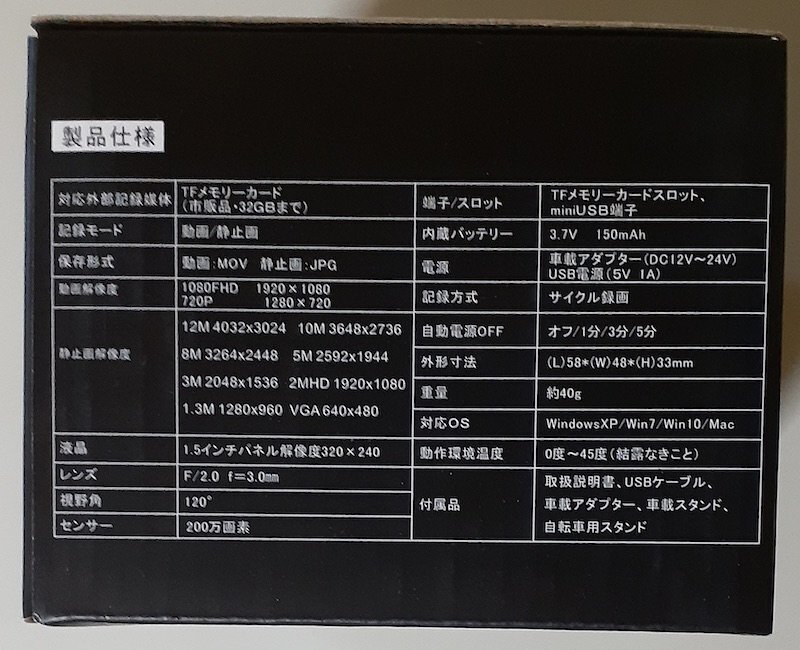 製品仕様
対応外部記録媒体
TFメモリーカード
(市販品・32GBまで)
記録モード
動画/静止画
保存形式
動画:MOV 静止画:JPG
動画解像度
1080FHD 1920×1080
720P 1280×720
静止画解像度
12M 4032x3024 10M 3648x2736
8M 3264x2448 5M 2592x1944
3M 2048x1536 2MHD 1920x1080
1.3M 1280x960 VGA 640x480
液晶
1.5インチパネル解像度320×240
レンズ
F/2.0 f=3.0mm
視野角
120°
センサー
200万画素
端子/スロット
TFメモリーカードスロット、
miniUSB端子
内蔵バッテリー
3.7V 150mAh
電源
車載アダプター(DC12V～24V)
USB電源(5V 1A)
記録方式
サイクル録画
自動電源OFF
オフ/1分/3分/5分
外形寸法
(L)58*(W)48*(H)33mm
重量
約40g
対応OS
WindowsXP/Win7/Win10/Mac
動作環境温度
0度～45度(結露なきこと)
付属品
取扱説明書、USBケーブル、
車載アダプター、車載スタンド、
自転車用スタンド